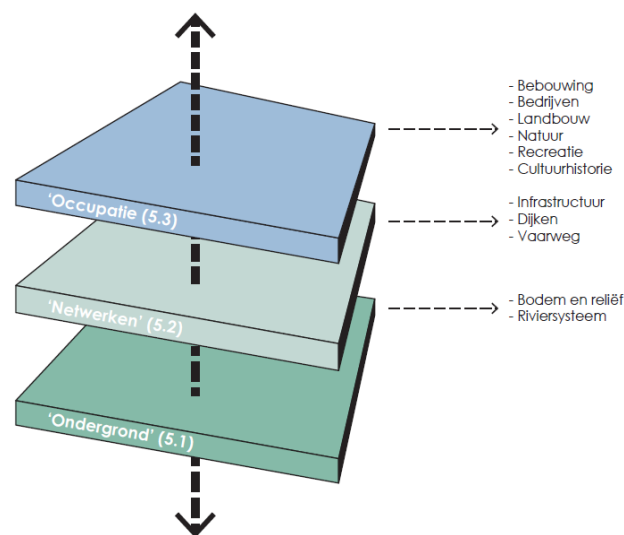 - Bebouwing
- Bedrijven
- Landbouw
- Natuur
- Recreatie
- Cultuurhistorie
'Occupatie (5.3)
- Infrastructuur
- Dijken
- Vaarweg
'Netwerken' (5.2)
- Bodem en reliëf
- Riviersysteem
'Ondergrond' (5.1)